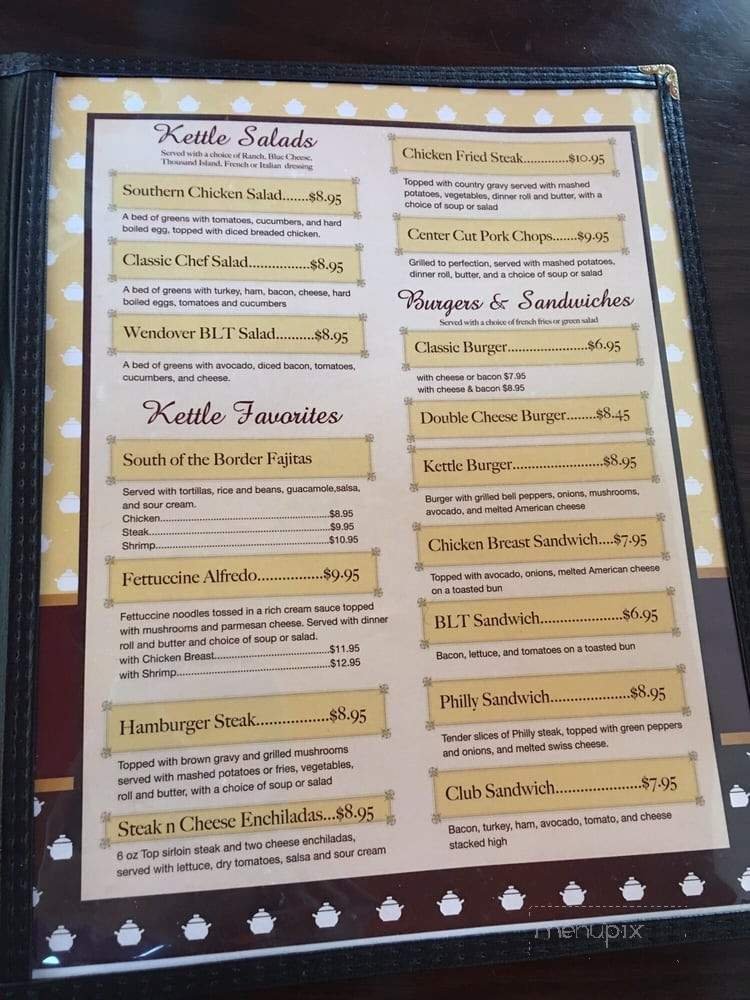 Kettle Salads
Served with a choice of Ranch, Blue Cheese,
Thousand Island, French or Italian dressing
Southern Chicken Salad.......$8.95
A bed of greens with tomatoes, cucumbers, and hard
boiled egg, topped with diced breaded chicken.
Classic Chef Salad................$8.95
A bed of greens with turkey, ham, bacon, cheese, hard
boiled eggs, tomatoes and cucumbers
Wendover BLT Salad..........$8.95
A bed of greens with avocado, diced bacon, tomatoes,
cucumbers, and cheese.
Kettle Favorites
South of the Border Fajitas
Served with tortillas, rice and beans, guacamole,salsa,
and sour cream.
Chicken.......................................................$8.95
Steak..........................................................$9.95
Shrimp........................................................$10.95
Fettuccine Alfredo...............$9.95
Fettuccine noodles tossed in a rich cream sauce topped
with mushrooms and parmesan cheese. Served with dinner
roll and butter and choice of soup or salad.
with Chicken Breast.....................................$11.95
with Shrimp.................................................$12.95
Hamburger Steak.................$8.95
Topped with brown gravy and grilled mushrooms
served with mashed potatoes or fries, vegetables,
roll and butter, with a choice of soup or salad
Steak n Cheese Enchiladas...$8.95
6 oz Top sirloin steak and two cheese enchiladas,
served with lettuce, dry tomatoes, salsa and sour cream
Chicken Fried Steak.............$10.95
Topped with country gravy served with mashed
potatoes, vegetables, dinner roll and butter, with a
choice of soup or salad
Center Cut Pork Chops.......$9.95
Grilled to perfection, served with mashed potatoes,
dinner roll, butter, and a choice of soup or salad
Burgers & Sandwiches
Served with a choice of french fries or green salad
Classic Burger.......................$6.95
with cheese or bacon $7.95
with cheese & bacon $8.95
Double Cheese Burger........$8.45
Kettle Burger..........................$8.95
Burger with grilled bell peppers, onions, mushrooms,
avocado, and melted American cheese
Chicken Breast Sandwich....$7.95
Topped with avocado, onions, melted American cheese
on a toasted bun
BLT Sandwich.......................$6.95
Bacon, lettuce, and tomatoes on a toasted bun
Philly Sandwich.....................$8.95
Tender slices of Philly steak, topped with green peppers
and onions, and melted swiss cheese.
Club Sandwich.......................$7.95
Bacon, turkey, ham, avocado, tomato, and cheese
stacked high
menupix